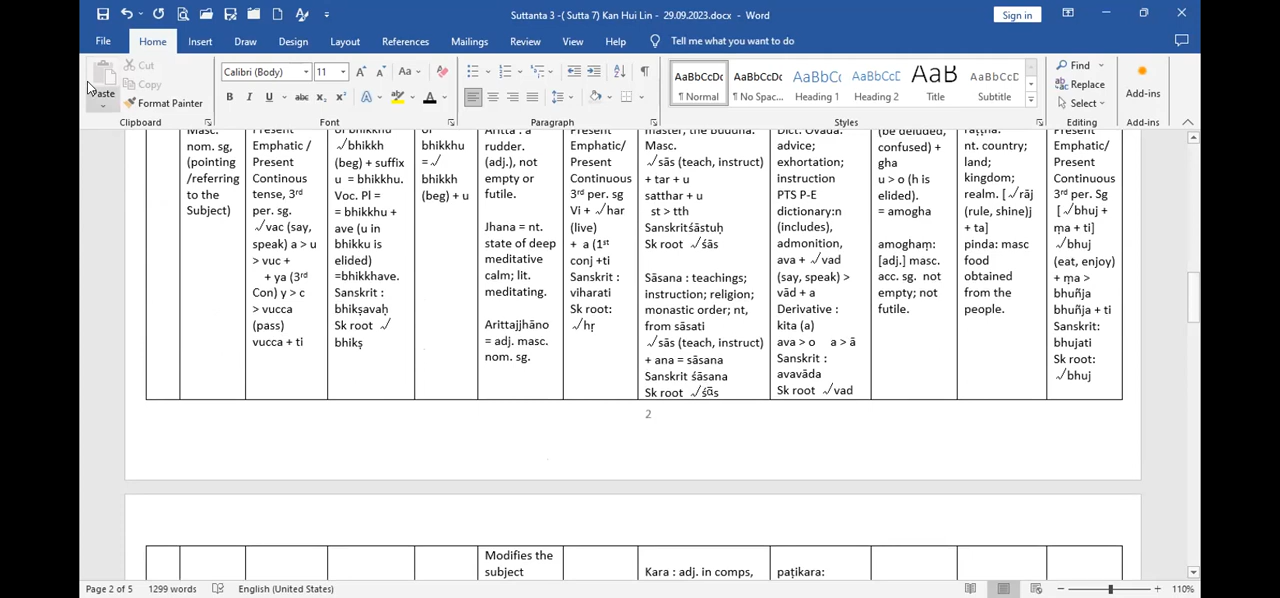 Suttanta 3 -( Sutta 7) Kan Hui Lin - 29.09.2023.docx - Word
Sign in
File Home Insert Draw Design Layout References Mailings Review View Help Tell me what you want to do
Paste
Cut
Copy
Format Painter
Clipboard
Calibri (Body) 11
Font
Paragraph
AaBbCcDc
¶ Normal
AaBbCcDc
¶ No Spac...
AaBbCc
Heading 1
AaBbCcD
Heading 2
AaB
Title
AaBbCcD
Subtitle
Styles
Find
Replace
Select
Editing
Add-ins
Add-ins
Masc.
nom. sg,
(pointing
/referring
to the
Subject)
Present
Emphatic /
Present
Continous
tense, 3rd
per. sg.
√vac (say,
speak) a > u
> vuc +
+ ya (3rd
Con) y > c
> vucca
(pass)
vucca + ti
of bhikkhu
= √bhikkh
(beg) + suffix
u = bhikkhu.
Voc. Pl =
= bhikkhu +
ave (u in
bhikku is
elided)
=bhikkhave.
Sanskrit :
bhikṣavaḥ
Sk root √
bhikṣ
of
bhikkhu
= √
bhikkh
(beg) + u
Aritta : a
rudder.
(adj.), not
empty or
futile.
Jhana = nt.
state of deep
meditative
calm; lit.
meditating.
Arittajjhāno
= adj. masc.
nom. sg.
Present
Emphatic/
Present
Continuous
3rd per. sg
Vi + √har
(live)
+ a (1st
conj +ti
Sanskrit :
viharati
Sk root:
√hṛ
master, the Buddha.
Masc.
√sās (teach, instruct)
+ tar + u
satthar + u
st > tth
Sanskritśāstuḥ
Sk root √śās
Sāsana : teachings;
instruction; religion;
monastic order; nt,
from sāsati
√sās (teach, instruct)
+ ana = sāsana
Sanskrit śāsana
Sk root √śās
Dict. Ovāda:
advice;
exhortation;
instruction
PTS P-E
dictionary:n
(includes),
admonition,
ava + √vad
(say, speak) >
vād + a
Derivative :
kita (a)
ava > o a > ā
Sanskrit :
avavāda
Sk root √vad
(be deluded,
confused) +
gha
u > o (h is
elided).
= amogha
amoghaṃ:
[adj.] masc.
acc. sg. not
empty; not
futile.
raṭṭha:
nt. country;
land;
kingdom;
realm. [√rāj
(rule, shine)j
+ ta]
pinda: masc
food
obtained
from the
people.
Present
Emphatic /
Present
Continuous
3rd per. Sg
[√bhuj +
ṃa + ti]
√bhuj
(eat, enjoy)
+ ṃa >
bhuñja
bhuñja + ti
Sanskrit:
bhujati
Sk root:
√bhuj
2
Modifies the
subject
Kara : adj. in comps,
paṭikara:
Page 2 of 5 1299 words English (United States) 110%